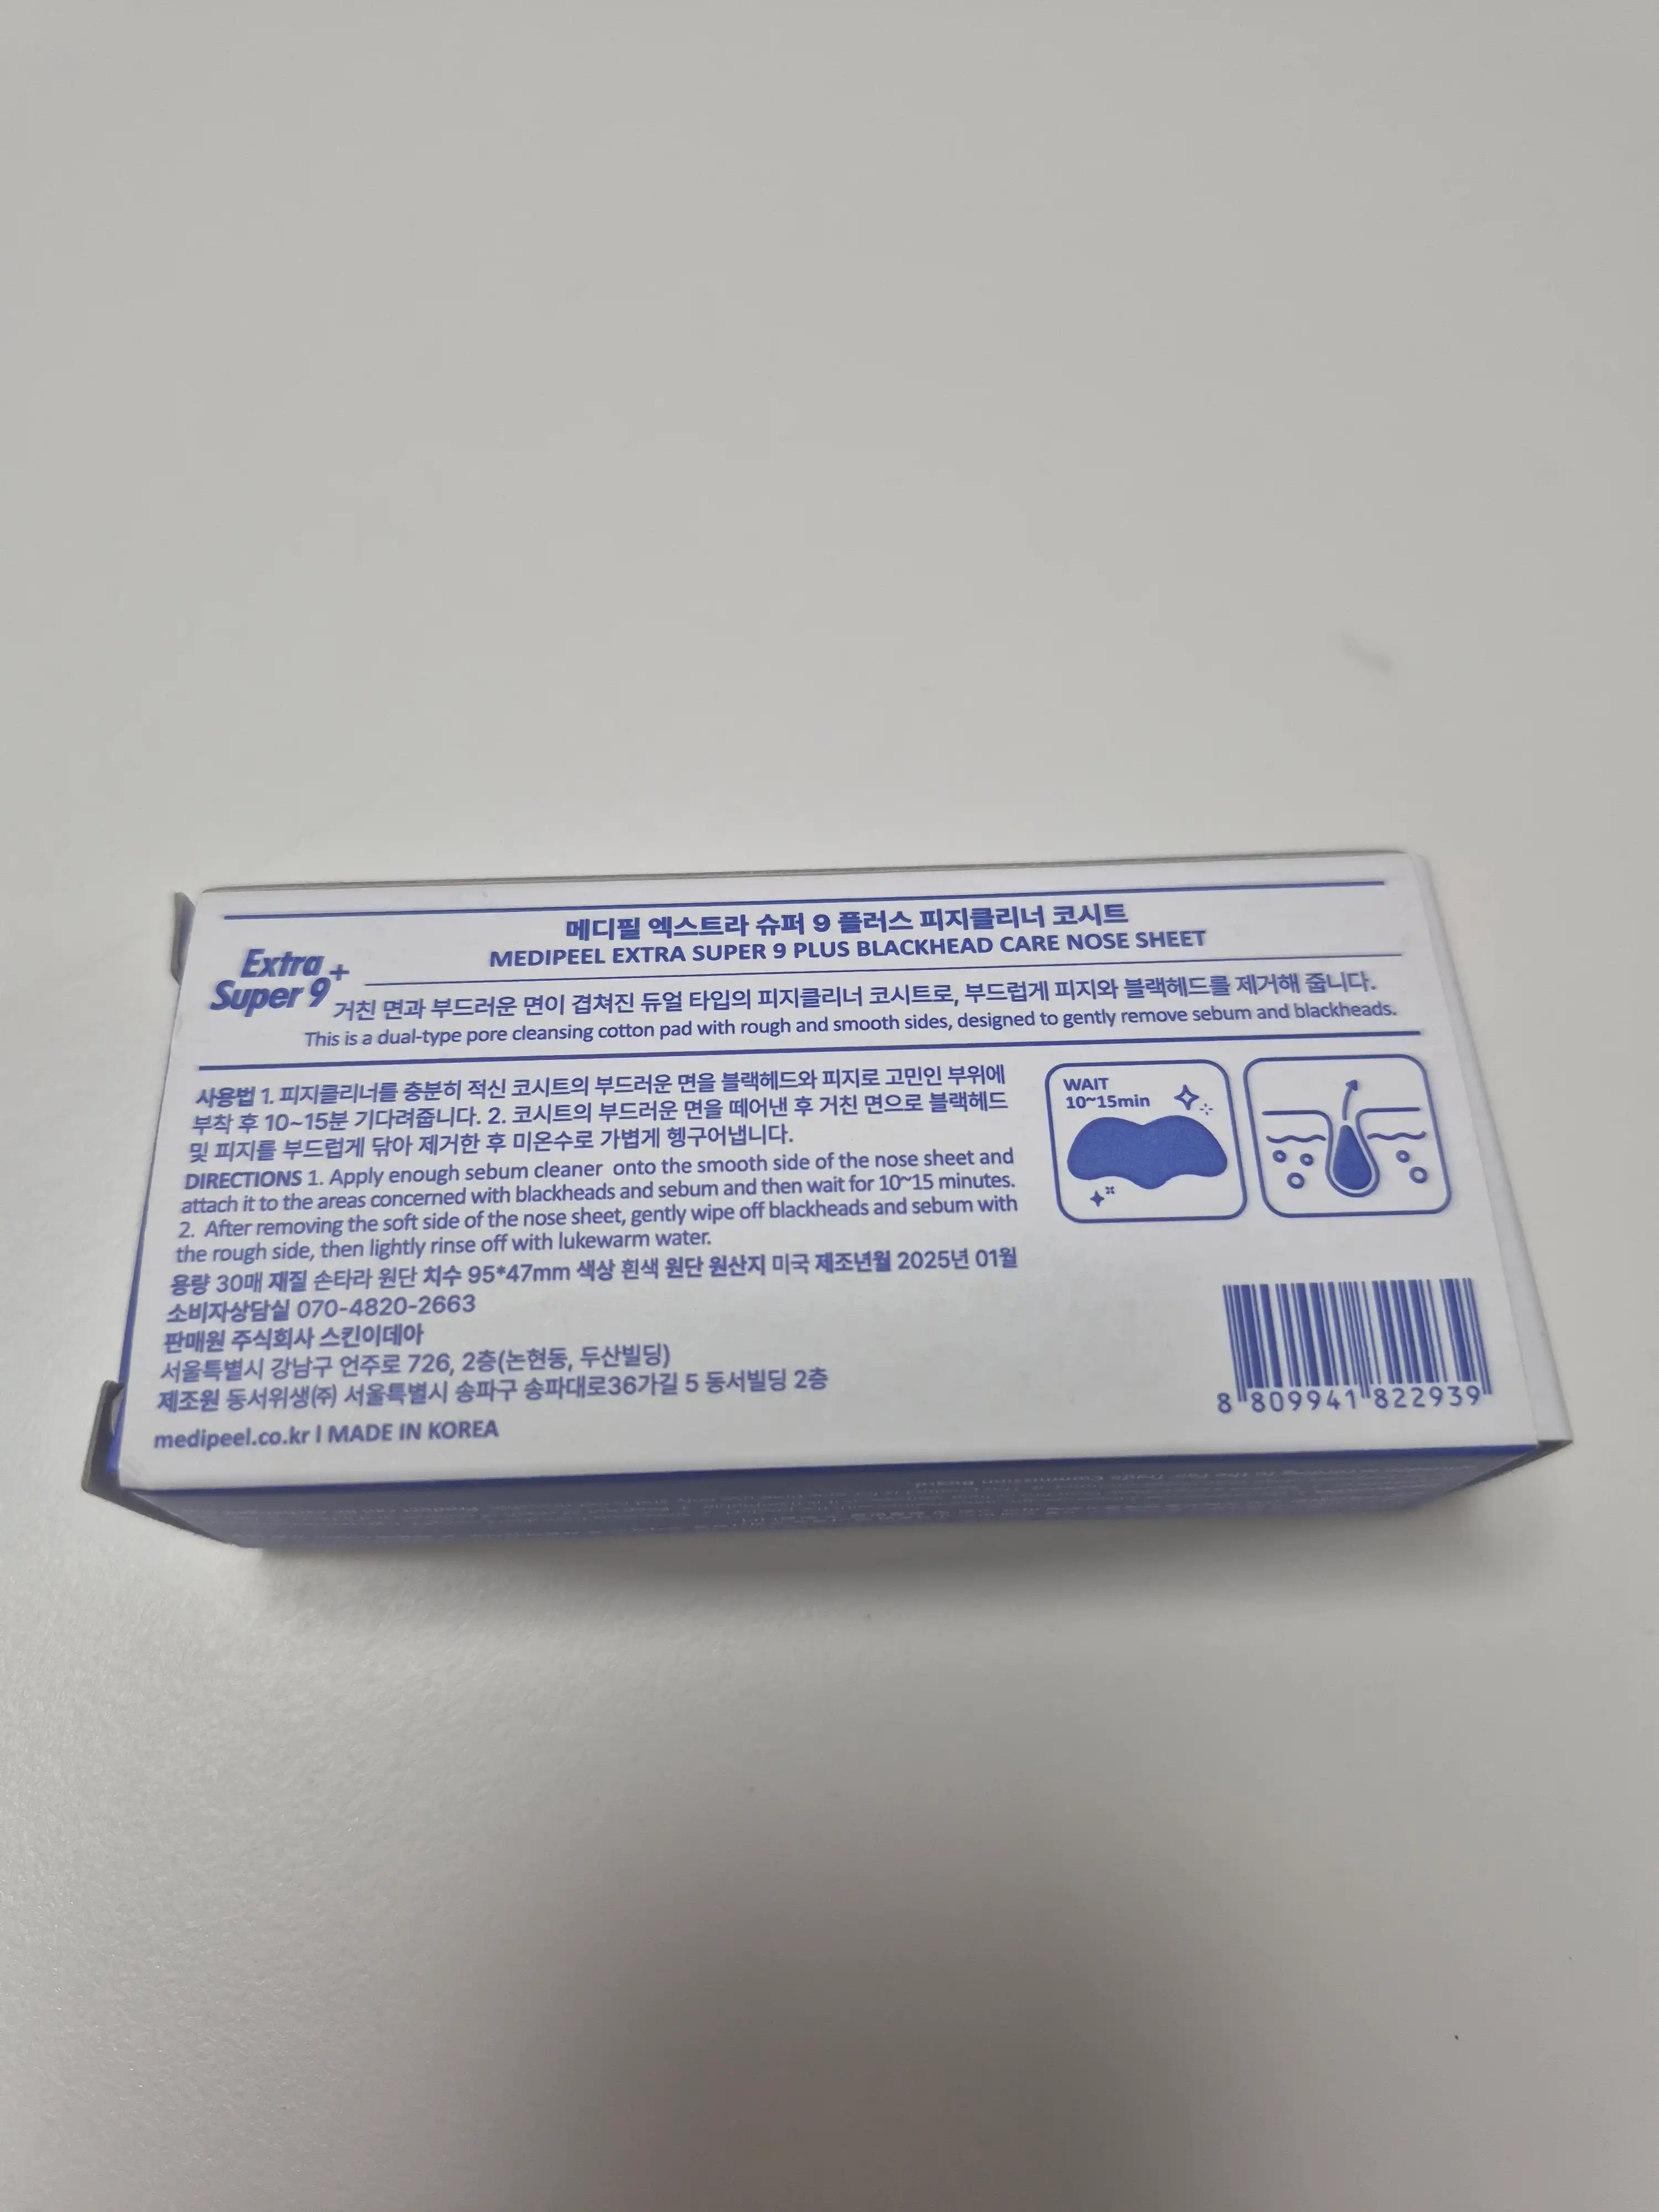 메디필 엑스트라 슈퍼 9 플러스 피지클리너 코시트
MEDIPEEL EXTRA SUPER 9 PLUS BLACKHEAD CARE NOSE SHEET
Extra
Super 9+
거친 면과 부드러운 면이 겹쳐진 듀얼 타입의 피지클리너 코시트로, 부드럽게 피지와 블랙헤드를 제거해 줍니다.
This is a dual-type pore cleansing cotton pad with rough and smooth sides, designed to gently remove sebum and blackheads.
사용법 1. 피지클리너를 충분히 적신 코시트의 부드러운 면을 블랙헤드와 피지로 고민인 부위에
부착 후 10~15분 기다려줍니다. 2. 코시트의 부드러운 면을 떼어낸 후 거친 면으로 블랙헤드
및 피지를 부드럽게 닦아 제거한 후 미온수로 가볍게 헹구어냅니다.
DIRECTIONS 1. Apply enough sebum cleaner onto the smooth side of the nose sheet and
attach it to the areas concerned with blackheads and sebum and then wait for 10~15 minutes.
2. After removing the soft side of the nose sheet, gently wipe off blackheads and sebum with
the rough side, then lightly rinse off with lukewarm water.
용량 30매 재질 손타라 원단 치수 95*47mm 색상 흰색 원단 원산지 미국 제조년월 2025년 01월
소비자상담실 070-4820-2663
판매원 주식회사 스킨이데아
서울특별시 강남구 언주로 726, 2층(논현동, 두산빌딩)
제조원 동서위생(주) 서울특별시 송파구 송파대로36가길 5 동서빌딩 2층
medipeel.co.kr I MADE IN KOREA
WAIT
10~15min
8 809941 822939